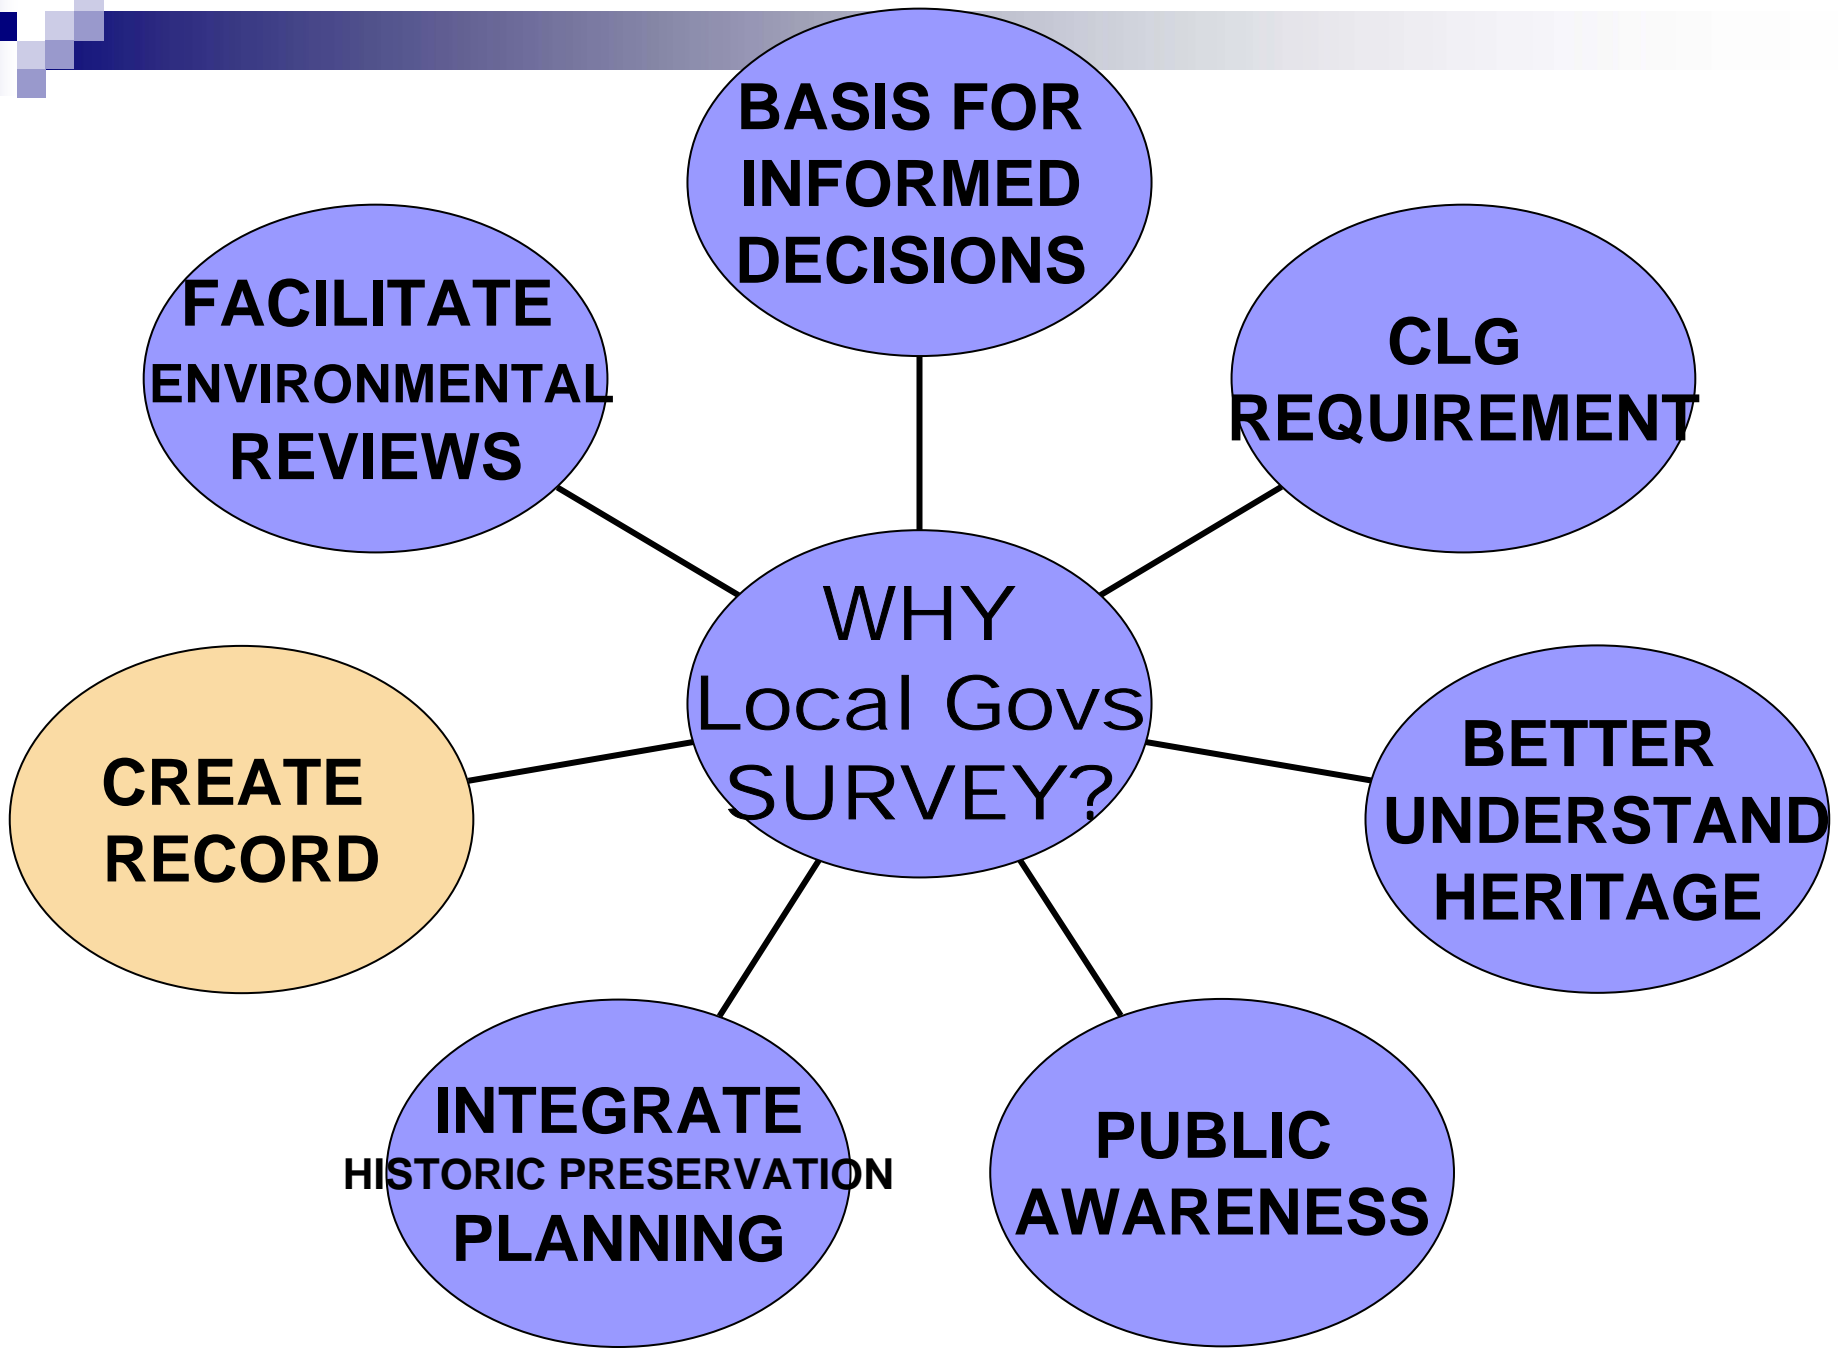 BASIS FOR
INFORMED
DECISIONS
FACILITATE
ENVIRONMENTAL
REVIEWS
CLG
REQUIREMENT
WHY
Local Govs
SURVEY?
CREATE
RECORD
BETTER
UNDERSTAND
HERITAGE
INTEGRATE
HISTORIC PRESERVATION
PLANNING
PUBLIC
AWARENESS